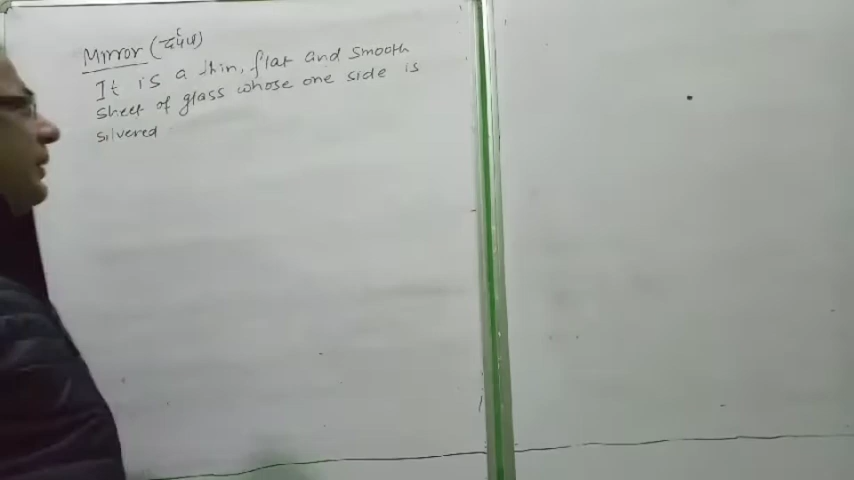 Mirror (दर्पण)
It is a thin, flat and smooth
sheet of glass whose one side is
silvered